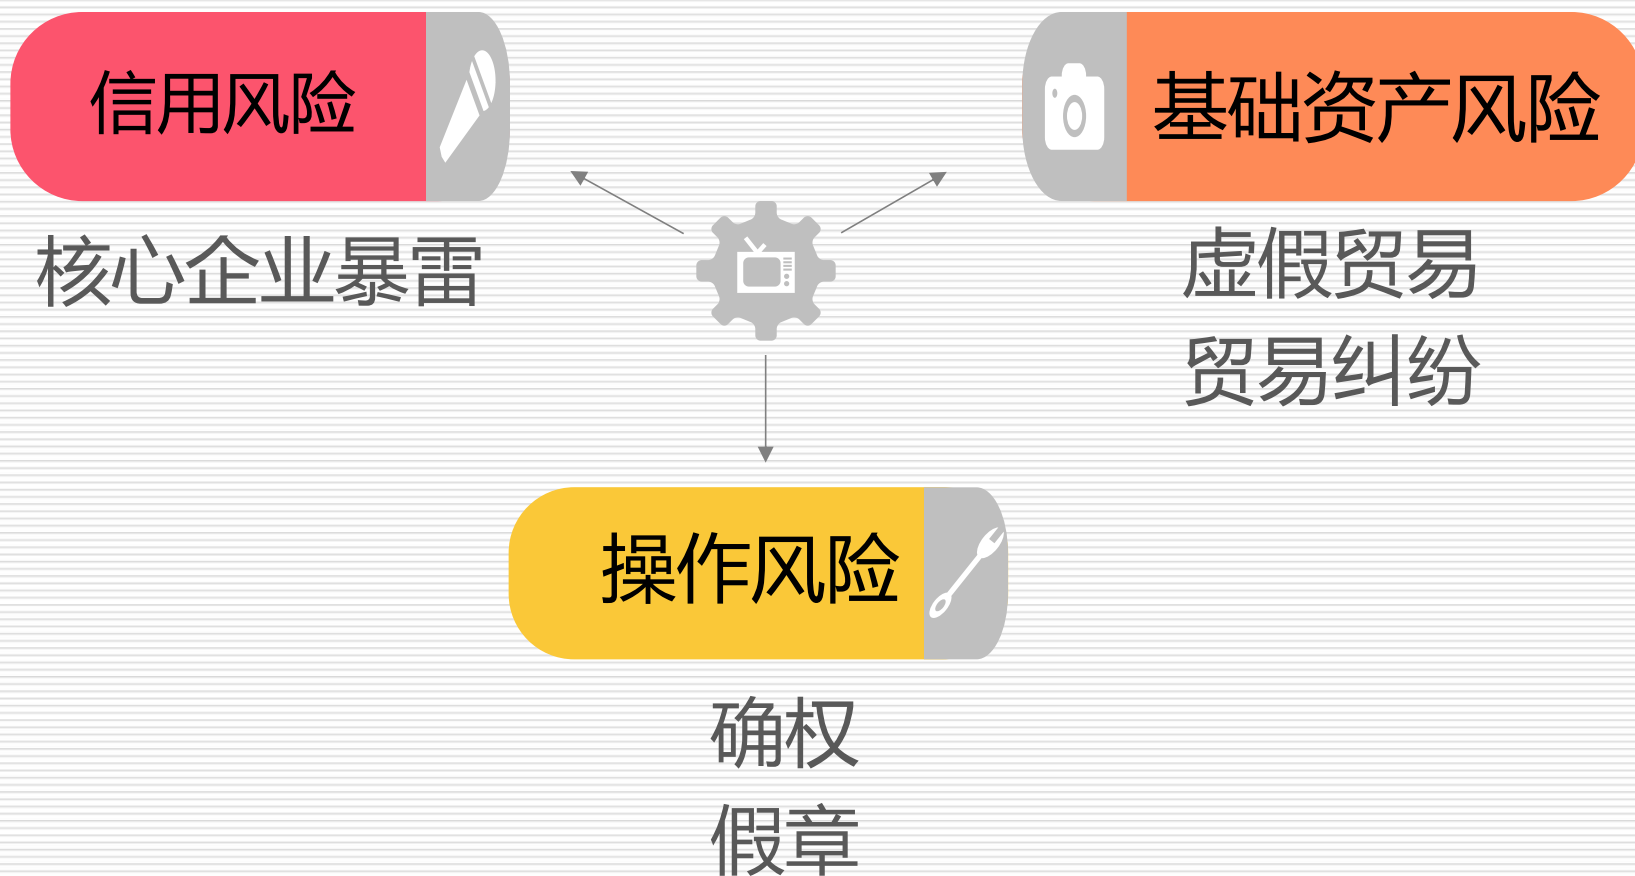 信用风险
核心企业暴雷
基础资产风险
虚假贸易
贸易纠纷
操作风险
确权
假章